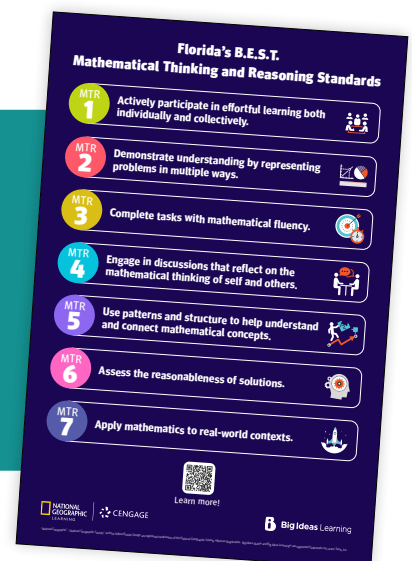 Florida's B.E.S.T.
Mathematical Thinking and Reasoning Standards
MTR
1
Actively participate in effortful learning both
individually and collectively.
MTR
2
Demonstrate understanding by representing
problems in multiple ways.
MTR
3
Complete tasks with mathematical fluency.
MTR
4
Engage in discussions that reflect on the
mathematical thinking of self and others.
MTR
5
Use patterns and structure to help understand
and connect mathematical concepts.
MTR
6
Assess the reasonableness of solutions.
MTR
7
Apply mathematics to real-world contexts.
Learn more!
NATIONAL
GEOGRAPHIC
LEARNING
CENGAGE
Big Ideas Learning